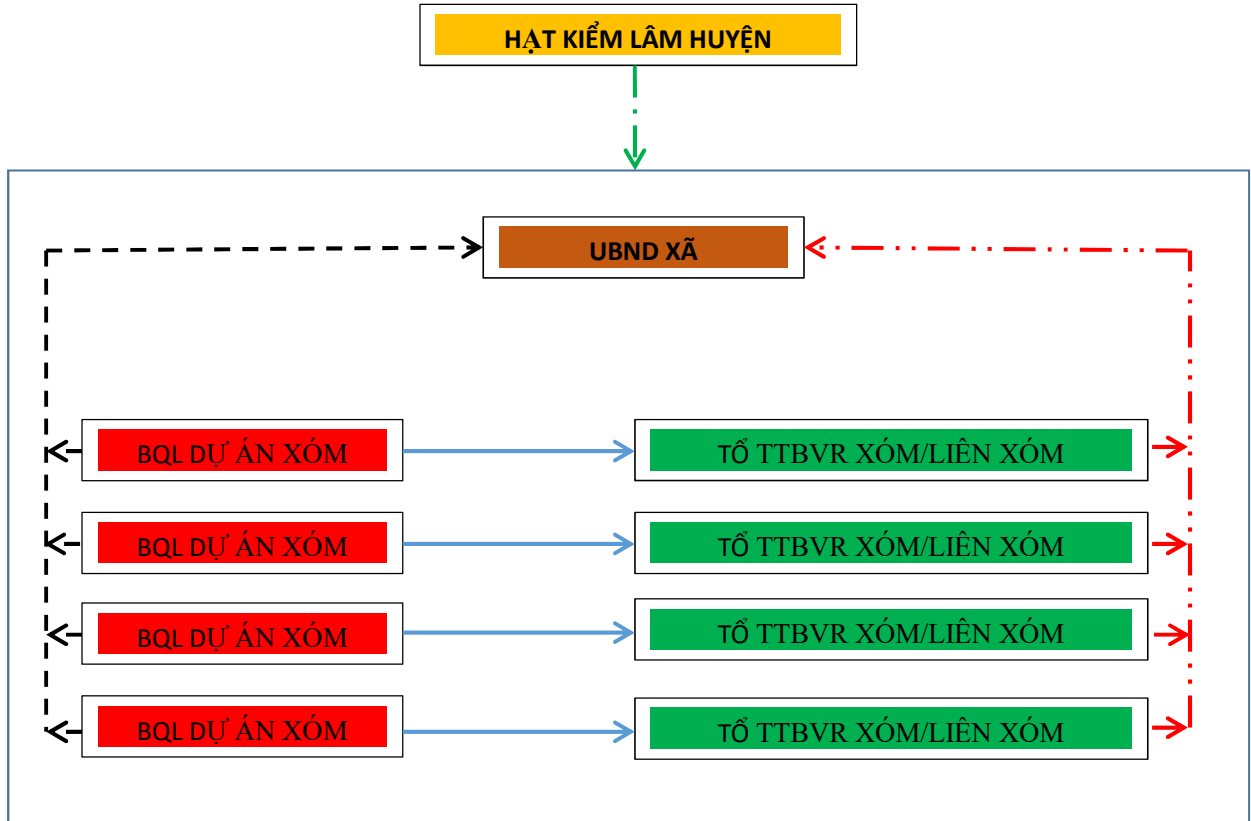 HẠT KIỂM LÂM HUYỆN
UBND XÃ
BQL DỰ ÁN XÓM
TỔ TTBVR XÓM/LIÊN XÓM
BQL DỰ ÁN XÓM
TỔ TTBVR XÓM/LIÊN XÓM
BQL DỰ ÁN XÓM
TỔ TTBVR XÓM/LIÊN XÓM
BQL DỰ ÁN XÓM
TỔ TTBVR XÓM/LIÊN XÓM